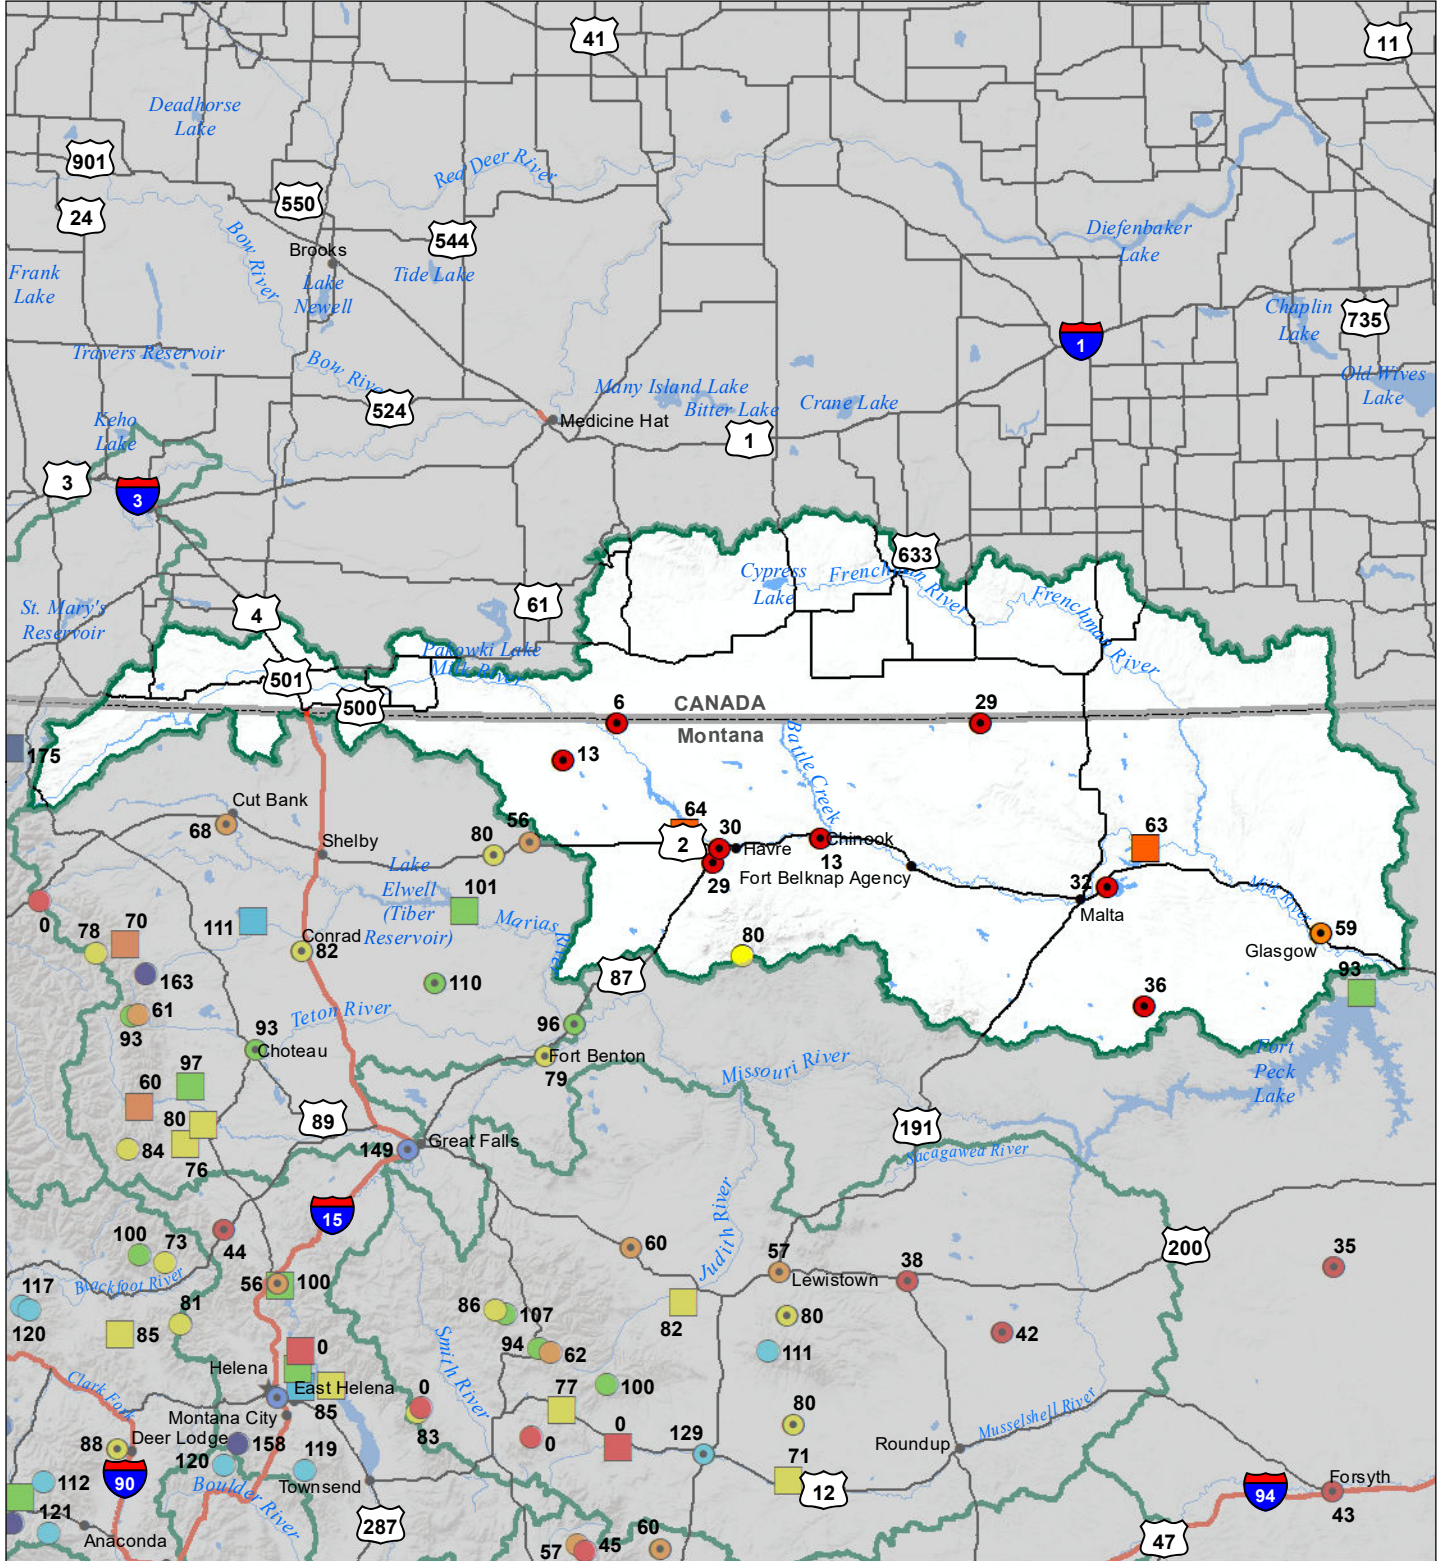 41
11
Deadhorse
Lake
901
Red Deer River
550
24
544
Bow River
Diefenbaker
Lake
Brooks
Frank
Lake
Tide Lake
Lake
Newell
Chaplin
Lake
735
1
Travers Reservoir
Bow River
Many Island Lake
Old Wives
Lake
524
Bitter Lake
Crane Lake
Keho
Lake
Medicine Hat
1
3
3
633
Cypress
Lake
Frenchman River
Frenchman River
61
St. Mary's
Reservoir
4
Pakowki Lake
Milk River
501
500
6
CANADA
29
Montana
175
13
Battle Creek
Cut Bank
68
Shelby
80
56
64
2
30
Havre
Chinook
13
63
29
Fort Belknap Agency
32
Malta
Milk River
Lake
Elwell
(Tiber
Reservoir)
101
Marias River
0
78
70
111
Conrad
82
80
59
Glasgow
93
163
110
87
36
61
93
Teton River
96
93
Choteau
Fort Benton
79
Missouri River
Fort
Peck
Lake
97
60
80
89
191
84
76
149
Great Falls
Sacagawea River
15
Judith River
44
100
73
60
57
200
35
Blackfoot River
56
100
Lewistown
38
117
120
81
86
107
82
80
85
42
94
62
111
0
Smith River
Helena
East Helena
100
85
0
83
77
80
Clark Fork
Montana City
0
0
129
Musselshell River
88
Deer Lodge
158
120
119
Roundup
71
12
90
112
Boulder River
Townsend
94
Forsyth
43
121
Anaconda
287
57
45
60
47